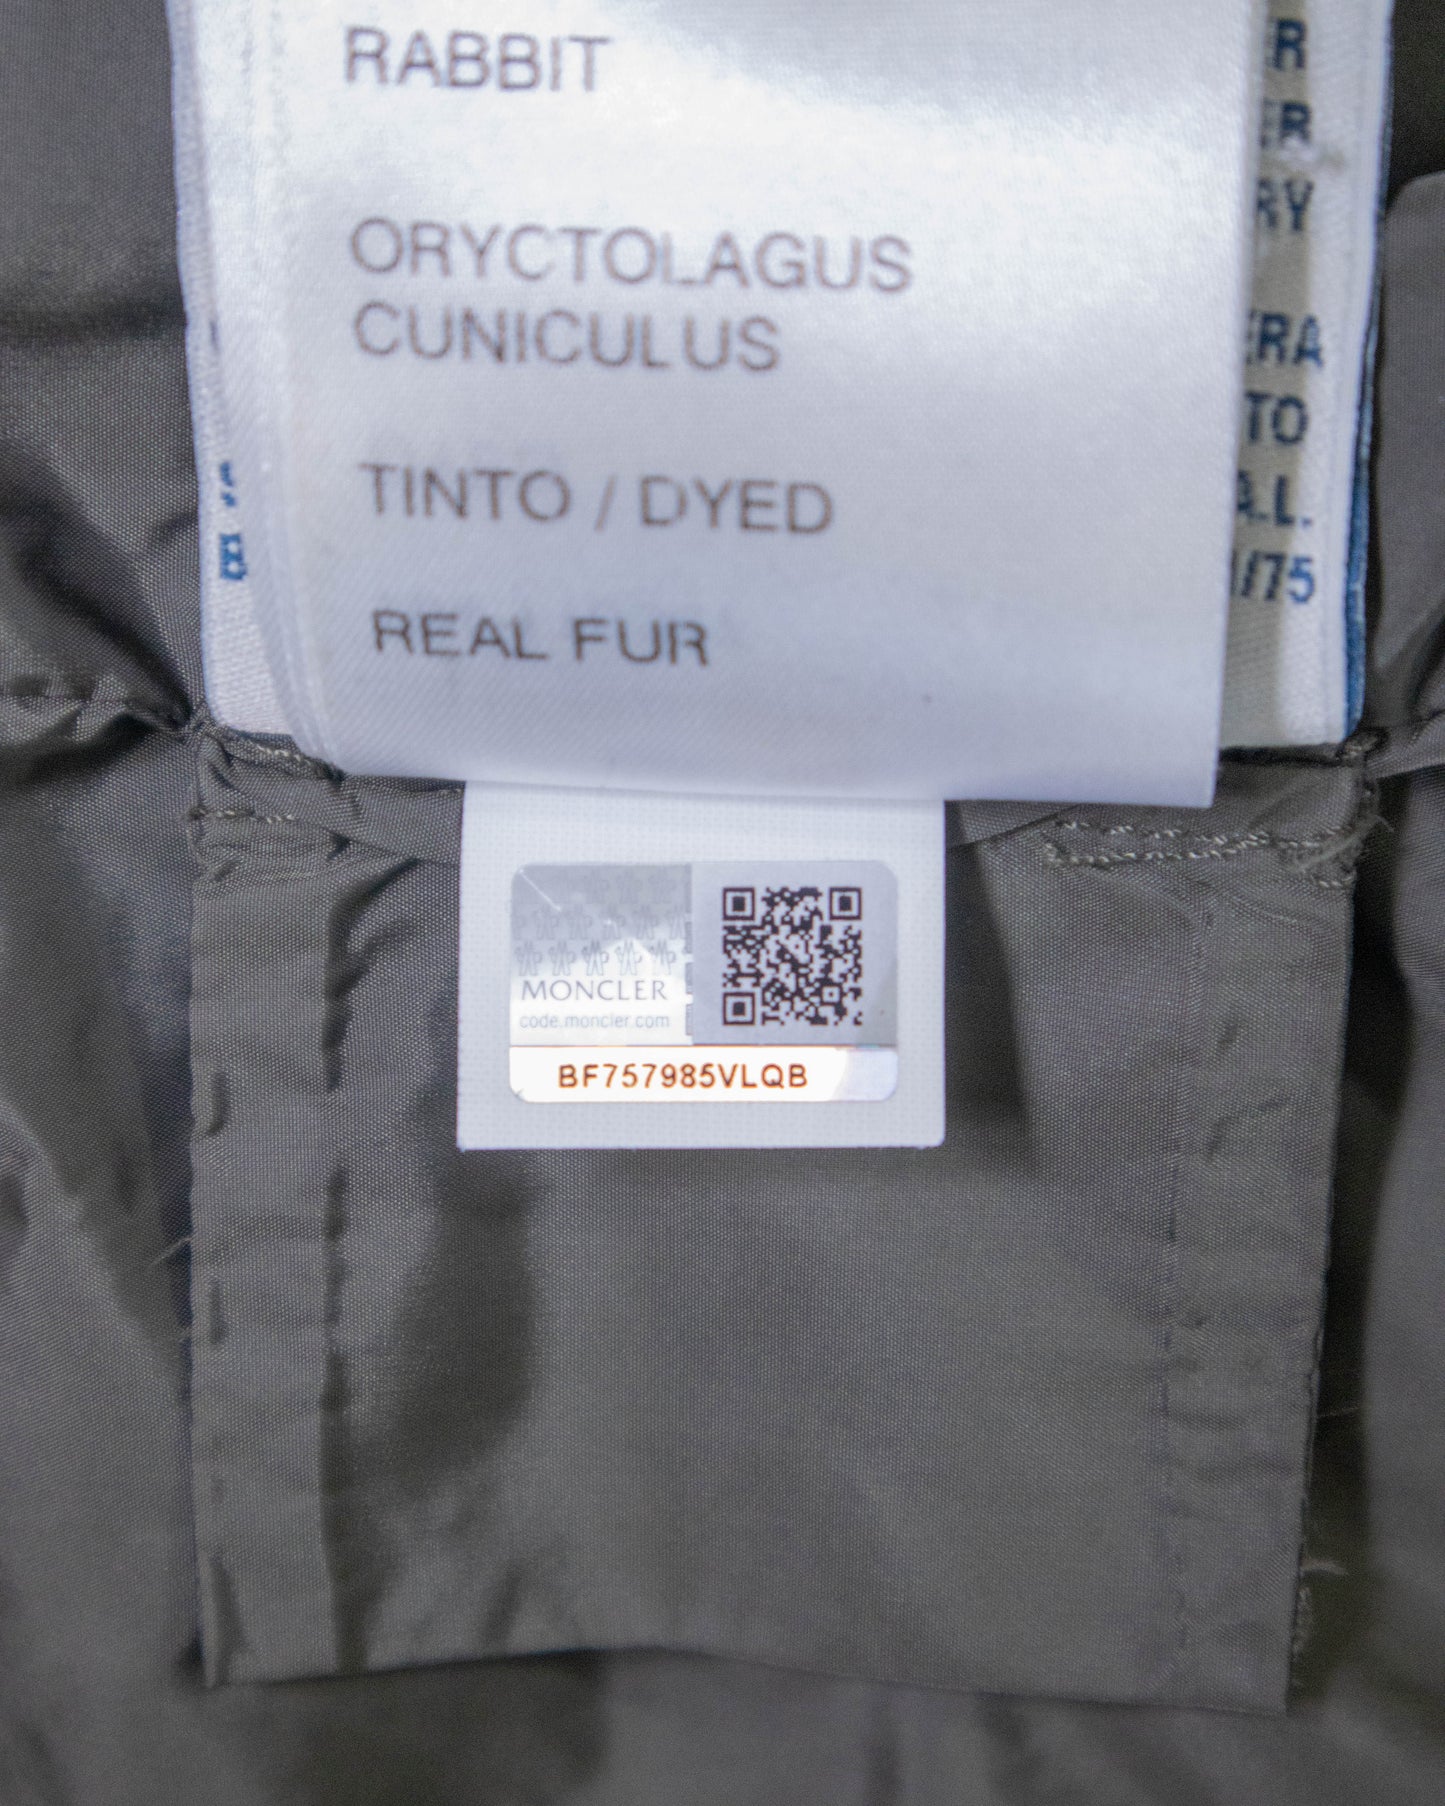 RABBIT
ORYCTOLAGUS
CUNICULUS
TINTO / DYED
REAL FUR
MONCLER
code.moncler.com
BF757985VLQB